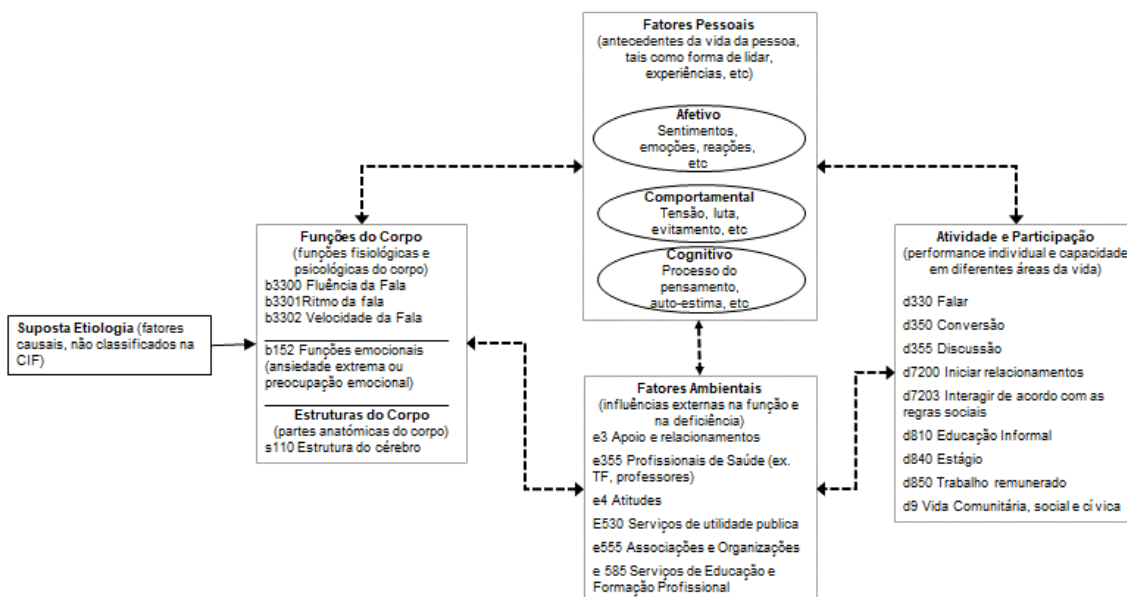 Fatores Pessoais
(antecedentes da vida da pessoa,
tais como forma de lidar,
experiências, etc)
Afetivo
Sentimentos,
emoções, reações,
etc
Comportamental
Tensão, luta,
evitamento, etc
Cognitivo
Processo do
pensamento,
auto-estima, etc
Suposta Etiologia (fatores
causais, não classificados na
CIF)
Funções do Corpo
(funções fisiológicas e
psicológicas do corpo)
b3300 Fluência da Fala
b3301Ritmo da fala
b3302 Velocidade da Fala
b152 Funções emocionais
(ansiedade extrema ou
preocupação emocional)
Estruturas do Corpo
(partes anatómicas do corpo)
s110 Estrutura do cérebro
Fatores Ambientais
(influências externas na função e
na deficiência)
e3 Apoio e relacionamentos
e355 Profissionais de Saúde (ex.
TF, professores)
e4 Atitudes
E530 Serviços de utilidade publica
e555 Associações e Organizações
e 585 Serviços de Educação e
Formação Profissional
Atividade e Participação
(performance individual e capacidade
em diferentes áreas da vida)
d330 Falar
d350 Conversão
d355 Discussão
d7200 Iniciar relacionamentos
d7203 Interagir de acordo com as
regras sociais
d810 Educação Informal
d840 Estágio
d850 Trabalho remunerado
d9 Vida Comunitária, social e cívica